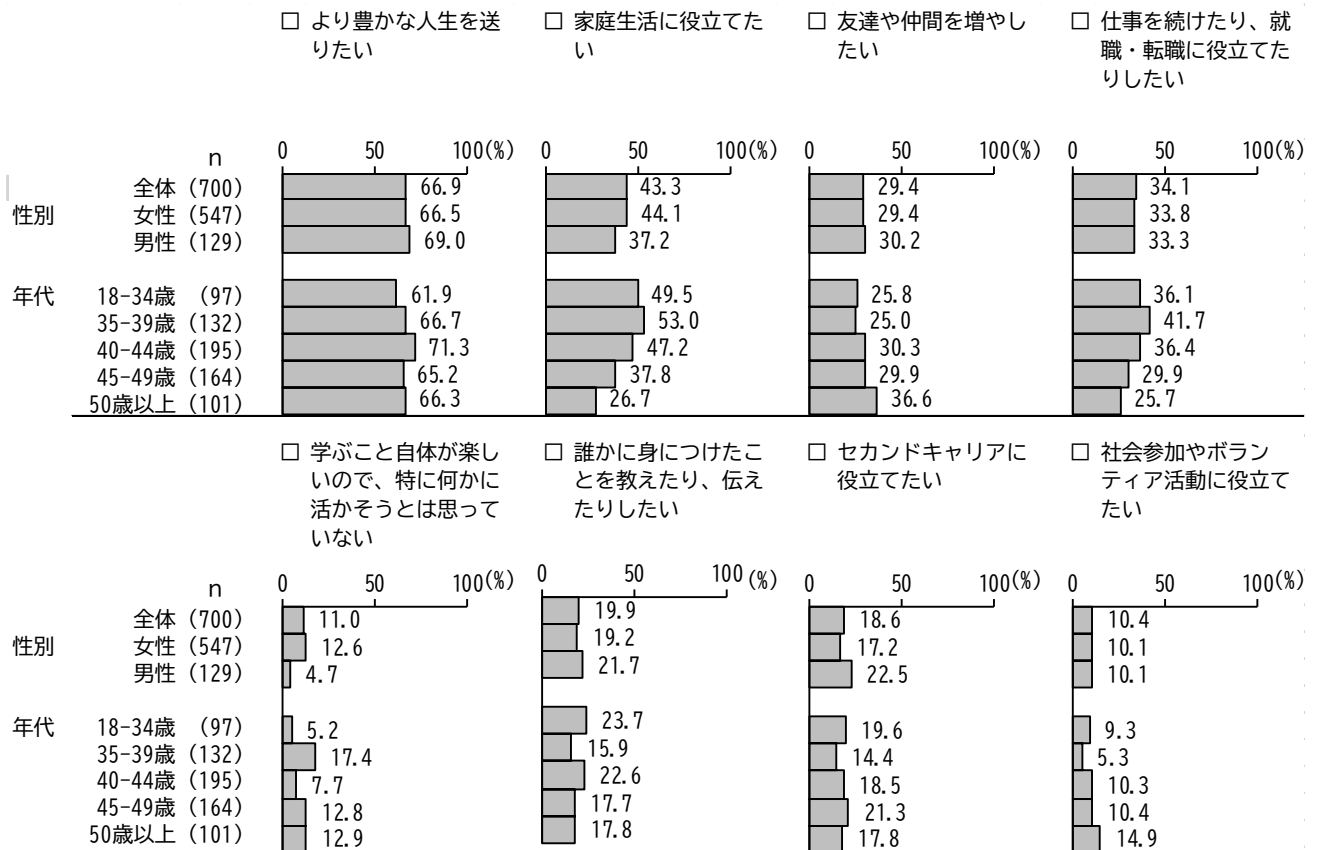 □ より豊かな人生を送りたい
□ 家庭生活に役立てたい
□ 友達や仲間を増やしたい
□ 仕事を続けたり、就職・転職に役立てたりしたい
n 0 50 100(%) 0 50 100(%) 0 50 100(%) 0 50 100(%)
全体 (700) 66.9 43.3 29.4 34.1
性別 女性 (547) 66.5 44.1 29.4 33.8
男性 (129) 69.0 37.2 30.2 33.3
年代 18-34歳 (97) 61.9 49.5 25.8 36.1
35-39歳 (132) 66.7 53.0 25.0 41.7
40-44歳 (195) 71.3 47.2 30.3 36.4
45-49歳 (164) 65.2 37.8 29.9 29.9
50歳以上 (101) 66.3 26.7 36.6 25.7
□ 学ぶこと自体が楽しいので、特に何かに活かそうとは思っていない
□ 誰かに身につけたことを教えたり、伝えたりしたい
□ セカンドキャリアに役立てたい
□ 社会参加やボランティア活動に役立てたい
n 0 50 100(%) 0 50 100(%) 0 50 100(%) 0 50 100(%)
全体 (700) 11.0 19.9 18.6 10.4
性別 女性 (547) 12.6 19.2 17.2 10.1
男性 (129) 4.7 21.7 22.5 10.1
年代 18-34歳 (97) 5.2 23.7 19.6 9.3
35-39歳 (132) 17.4 15.9 14.4 5.3
40-44歳 (195) 7.7 22.6 18.5 10.3
45-49歳 (164) 12.8 17.7 21.3 10.4
50歳以上 (101) 12.9 17.8 17.8 14.9